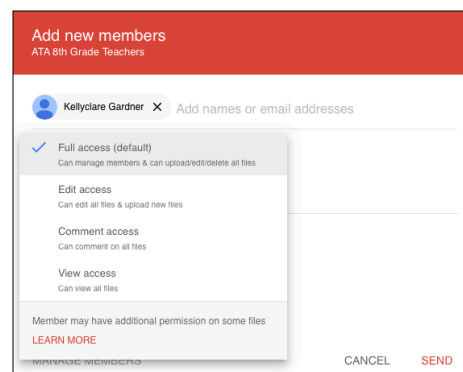 Add new members
ATA 8th Grade Teachers
Kellyclare Gardner X Add names or email addresses
Full access (default)
Can manage members & can upload/edit/delete all files
Edit access
Can edit all files & upload new files
Comment access
Can comment on all files
View access
Can view all files
Member may have additional permission on some files
LEARN MORE
MANAGE MEMBERS CANCEL SEND